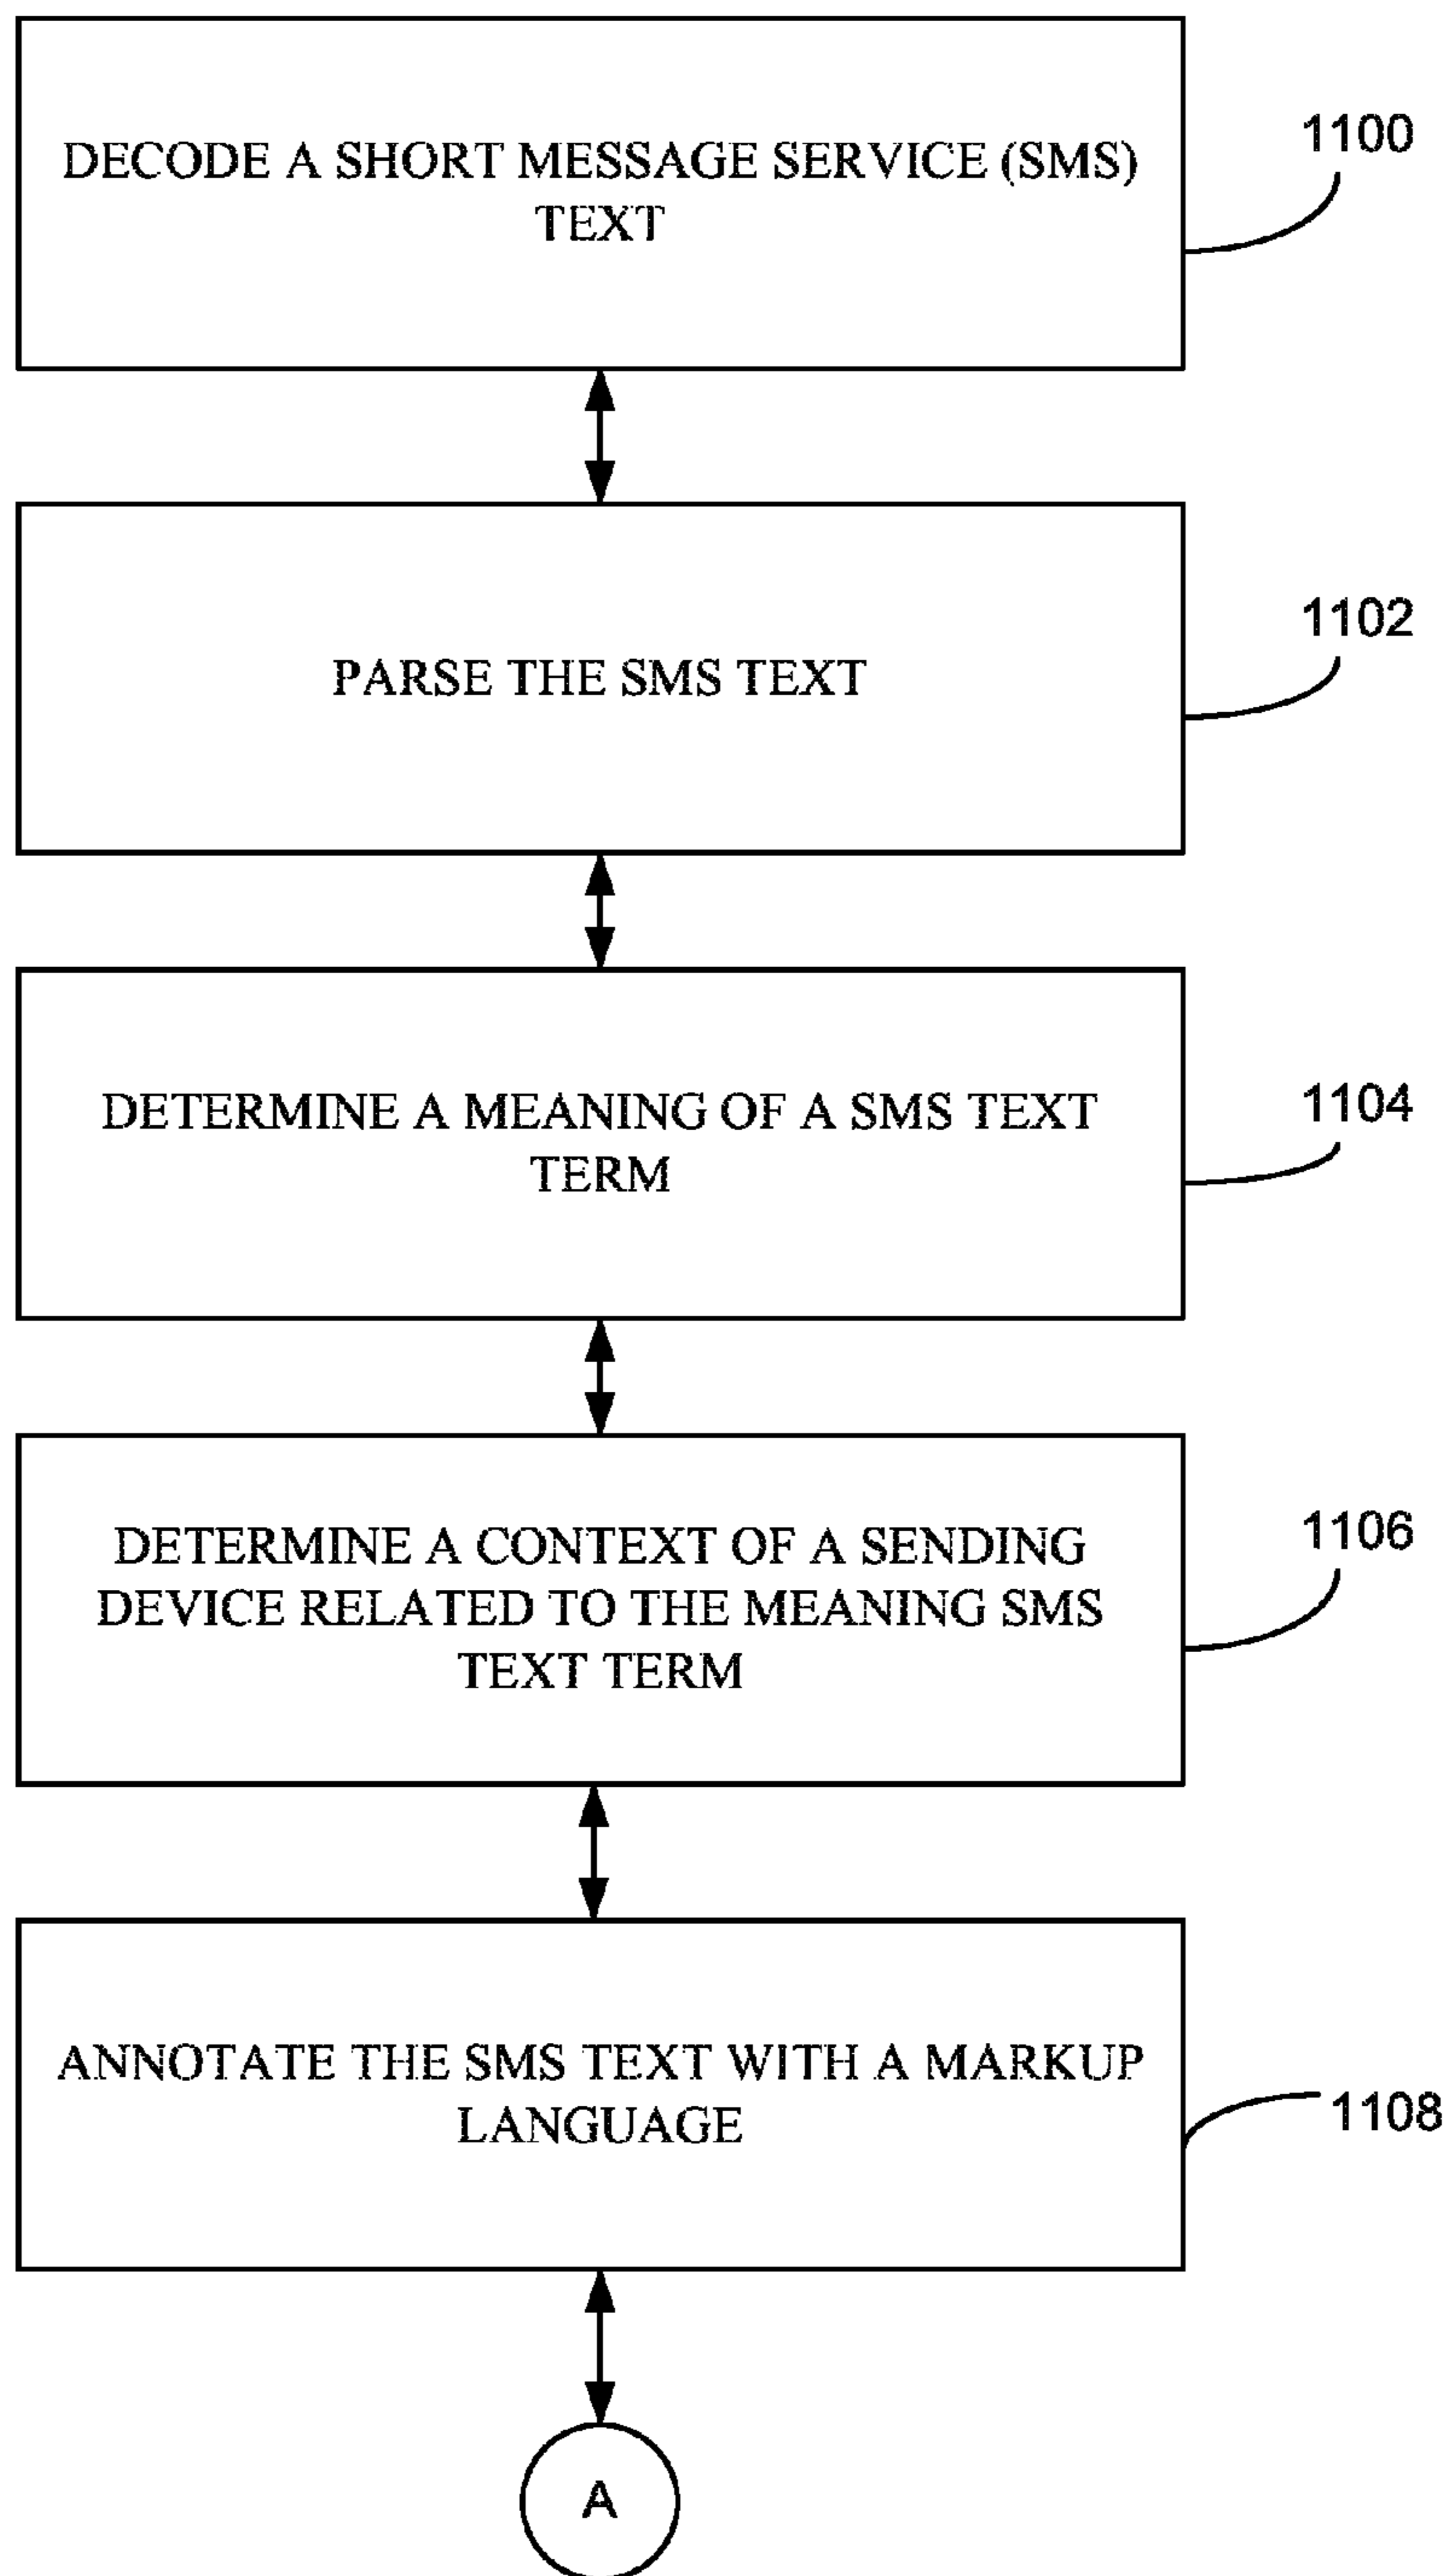 DECODE A SHORT MESSAGE SERVICE (SMS)
TEXT
1100
PARSE THE SMS TEXT
1102
DETERMINE A MEANING OF A SMS TEXT
TERM
1104
DETERMINE A CONTEXT OF A SENDING
DEVICE RELATED TO THE MEANING SMS
TEXT TERM
1106
ANNOTATE THE SMS TEXT WITH A MARKUP
LANGUAGE
1108
A